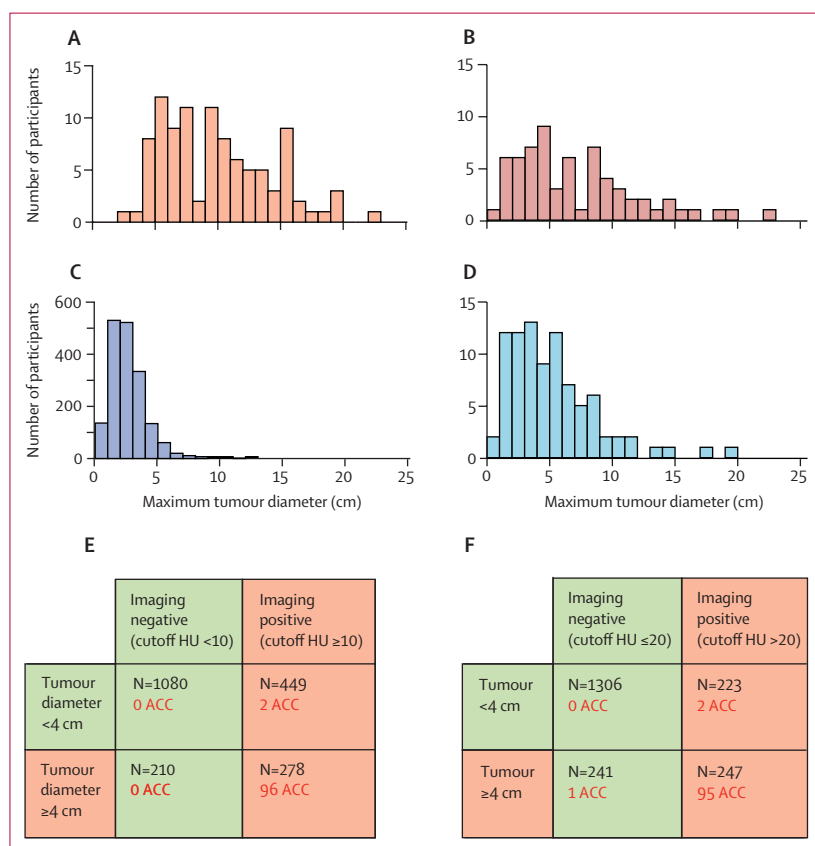 A
B
Number of participants
15
10
5
0
15
10
5
0
C
D
Number of participants
600
400
200
0
0
5
10
15
20
25
Maximum tumour diameter (cm)
15
10
5
0
0
5
10
15
20
25
Maximum tumour diameter (cm)
E
F
Imaging
negative
(cutoff HU <10)
Imaging
positive
(cutoff HU ≥10)
Tumour
diameter
<4 cm
N=1080
0 ACC
N=449
2 ACC
Tumour
diameter
≥4 cm
N=210
0 ACC
N=278
96 ACC
Imaging
negative
(cutoff HU ≤20)
Imaging
positive
(cutoff HU >20)
Tumour
<4 cm
N=1306
0 ACC
N=223
2 ACC
Tumour
≥4 cm
N=241
1 ACC
N=247
95 ACC